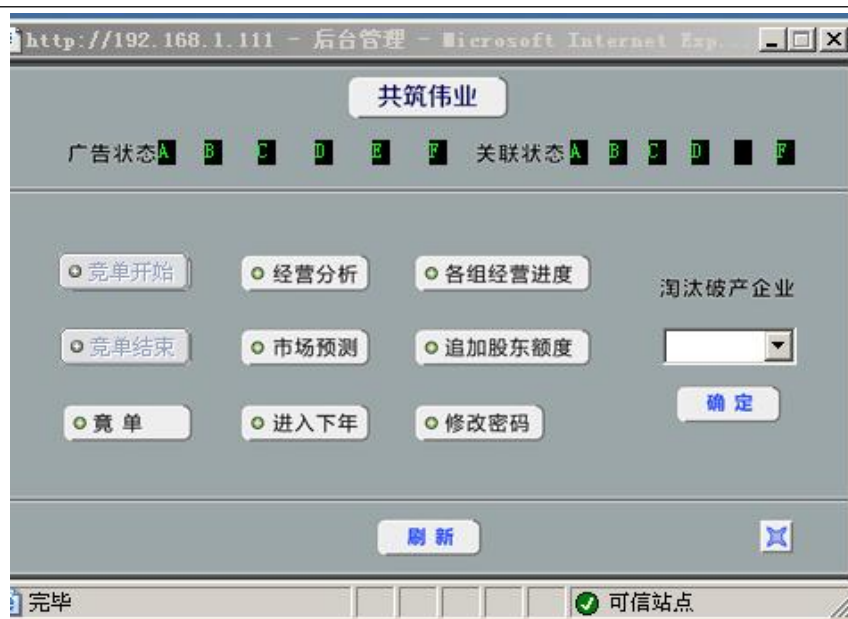 http://192.168.1.111 - 后台管理 - Microsoft Internet Exp...
共筑伟业
广告状态A B C D E F 关联状态A B C D F
竞单开始 经营分析 各组经营进度 淘汰破产企业
竞单结束 市场预测 追加股东额度
竟单 进入下年 修改密码 确定
刷新
完毕 可信站点